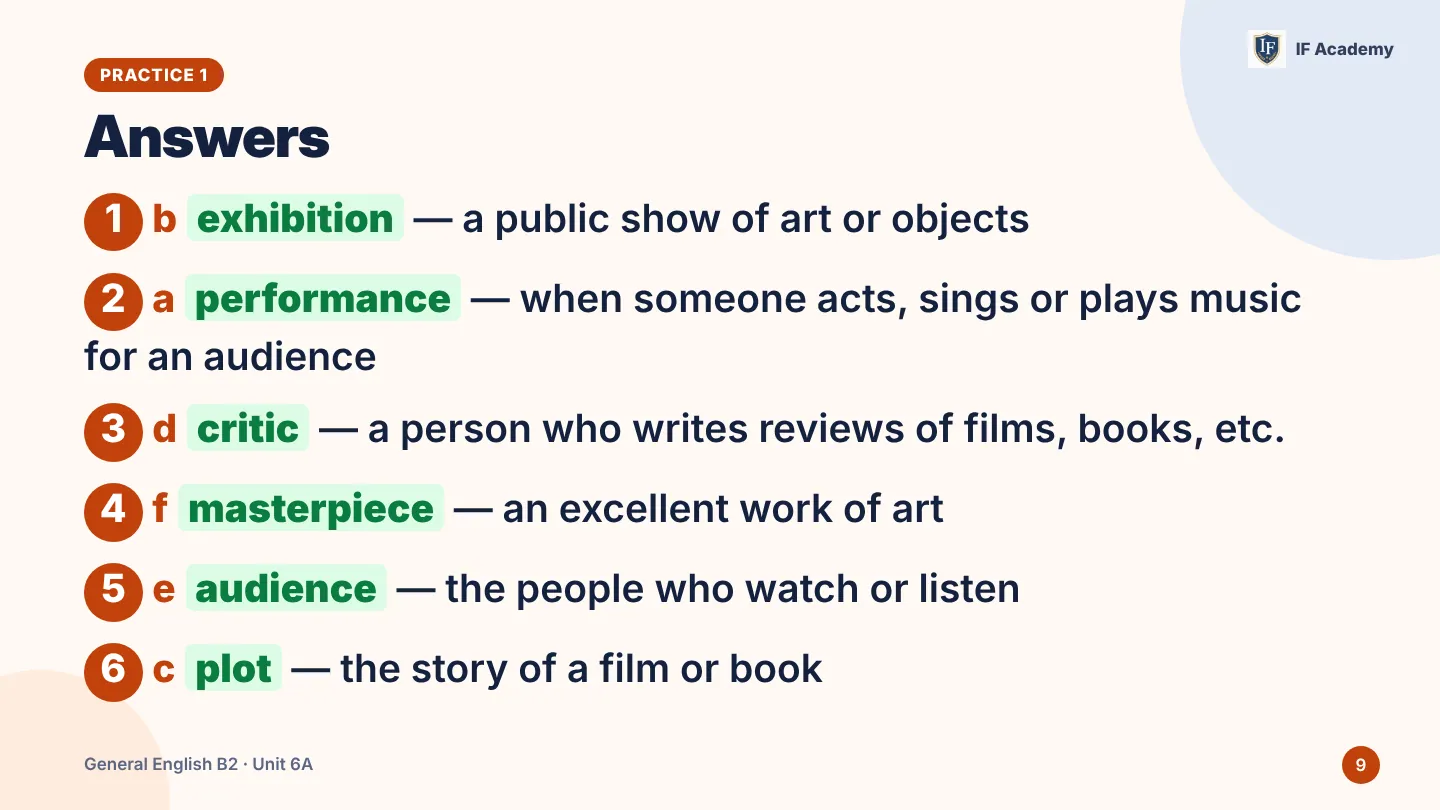 IF
IF Academy
PRACTICE 1
Answers
1 b exhibition — a public show of art or objects
2 a performance — when someone acts, sings or plays music
for an audience
3 d critic — a person who writes reviews of films, books, etc.
4 f masterpiece — an excellent work of art
5 e audience — the people who watch or listen
6 c plot — the story of a film or book
General English B2 · Unit 6A
9